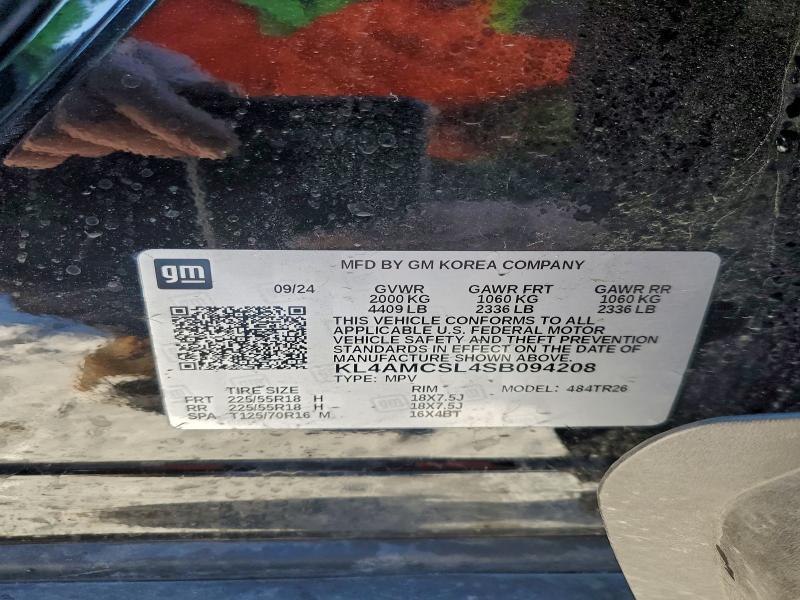 gm
MFD BY GM KOREA COMPANY
09/24 GVWR GAWR FRT GAWR RR
2000 KG 1060 KG 1060 KG
4409 LB 2336 LB 2336 LB
THIS VEHICLE CONFORMS TO ALL
APPLICABLE U.S. FEDERAL MOTOR
VEHICLE SAFETY AND THEFT PREVENTION
STANDARDS IN EFFECT ON THE DATE OF
MANUFACTURE SHOWN ABOVE.
KL4AMCSL4SB094208
TYPE: MPV
TIRE SIZE RIM MODEL: 484TR26
FRT 225/55R18 H 18X7.5J
RR 225/55R18 H 18X7.5J
SPA T125/70R16 M 16X4BT